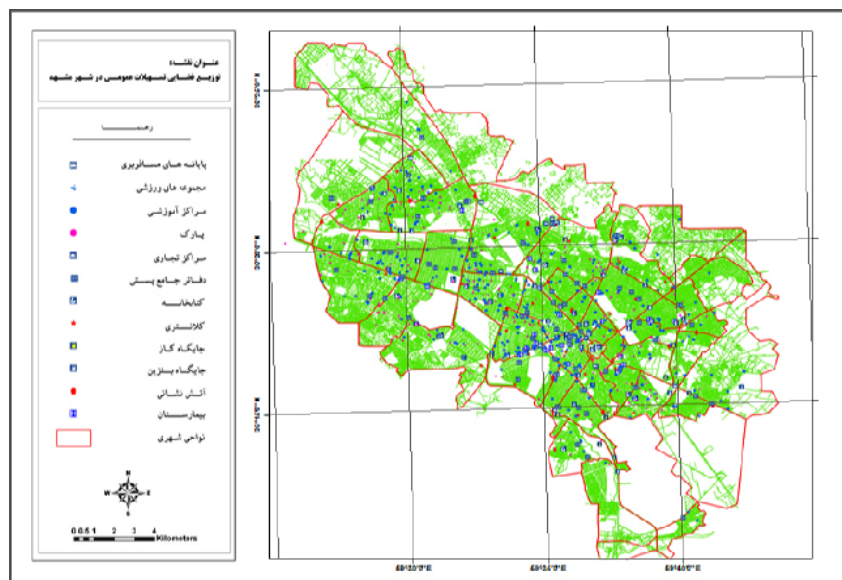 عنوان نقشه:
توزیع فضایی تسهیلات عمومی در شهر مشهد
راهنما
پایانه های مسافربری
مجموعه های ورزشی
مراکز آموزشی
پارک
مراکز تجاری
دفاتر جامع پستی
کتابخانه
کلانتری
جایگاه گاز
جایگاه بنزین
آتش نشانی
بیمارستان
نواحی شهری
N
W E
S
0 0.5 1 2 3 4
Kilometers